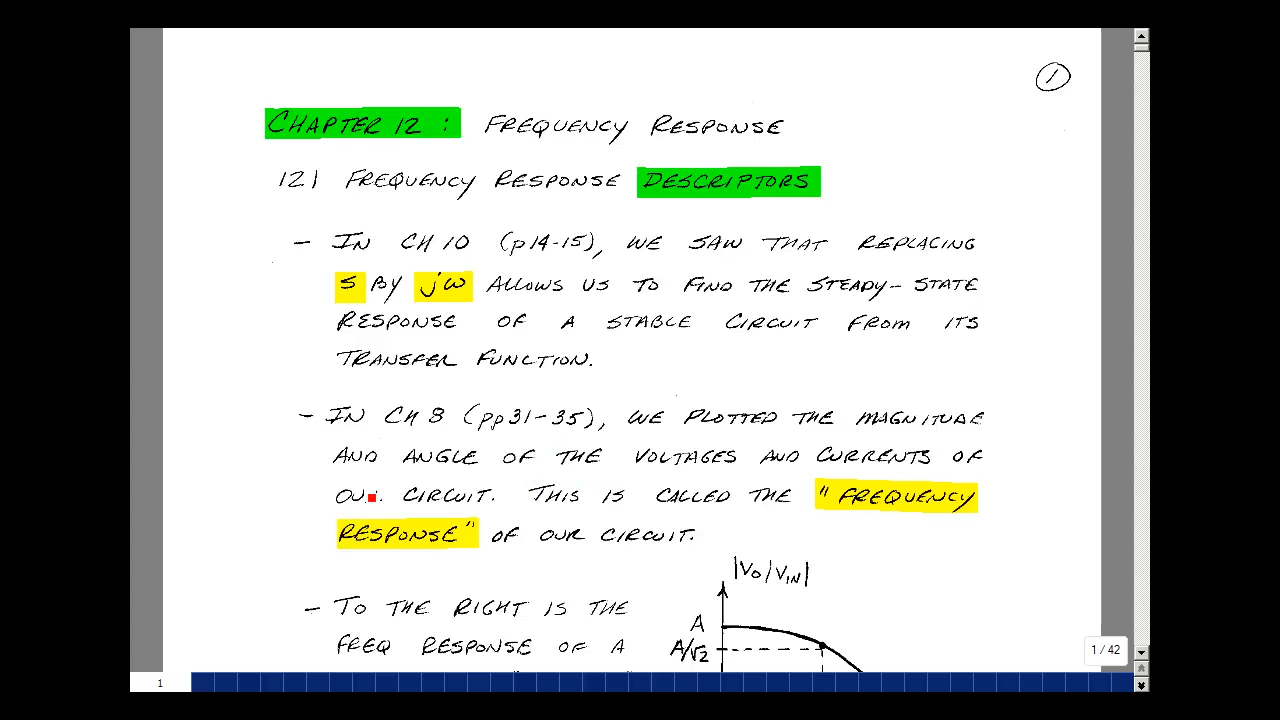 1
CHAPTER 12 : FREQUENCY RESPONSE
12.1 FREQUENCY RESPONSE DESCRIPTORS
- IN CH 10 (p14-15), WE SAW THAT REPLACING
s BY jω ALLOWS US TO FIND THE STEADY-STATE
RESPONSE OF A STABLE CIRCUIT FROM ITS
TRANSFER FUNCTION.
- IN CH 8 (pp31-35), WE PLOTTED THE MAGNITUDE
AND ANGLE OF THE VOLTAGES AND CURRENTS OF
OUR CIRCUIT. THIS IS CALLED THE "FREQUENCY
RESPONSE" OF OUR CIRCUIT.
|VO/VIN|
- TO THE RIGHT IS THE
A
FREQ RESPONSE OF A
A/√2
1 / 42
1